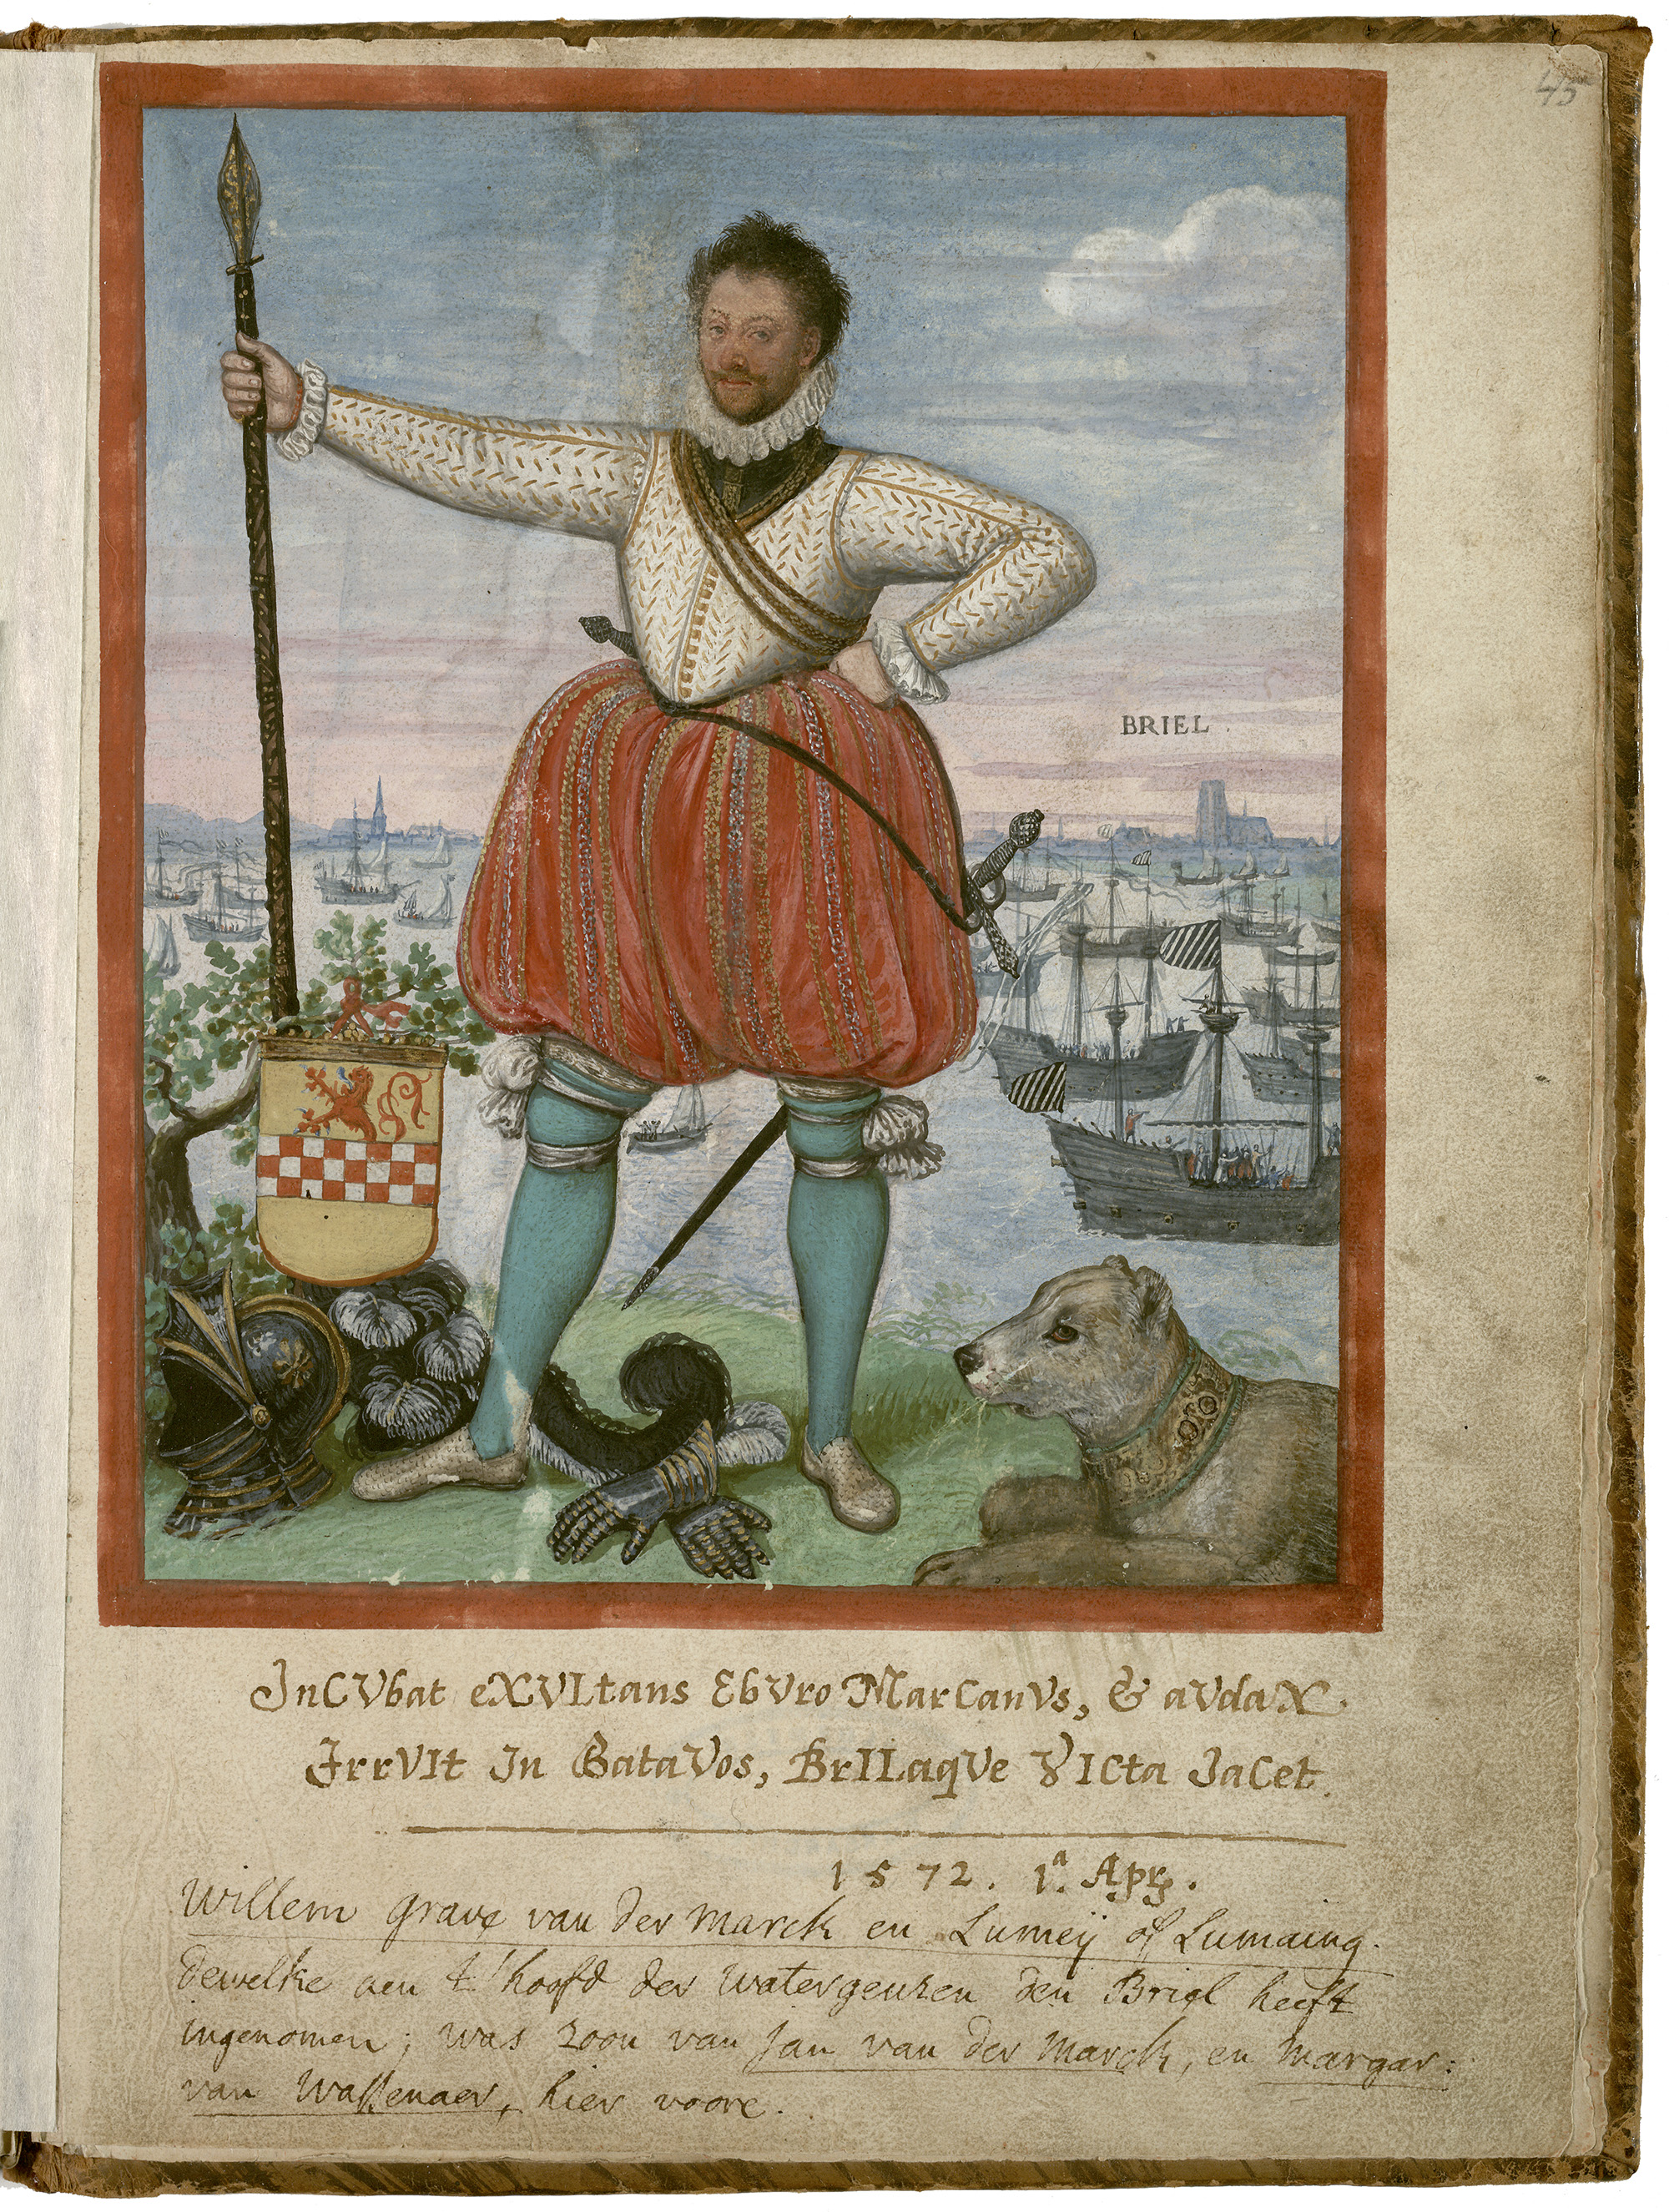 45
BRIEL
InCVbat eXVLtans EbVro MarCanVs, & aVdaX.
IrrVIt In BataVos, BrILaqVe VICta IaCet.
1572. 1ª. Apr.
Willem grave van der Marck en Lumeÿ of Lumaing.
dewelke aen 't hoofd der watergeuzen den Briel heeft
ingenomen; was zoon van Jan van der Marck, en Margar:
van Wassenaer, hier voore.